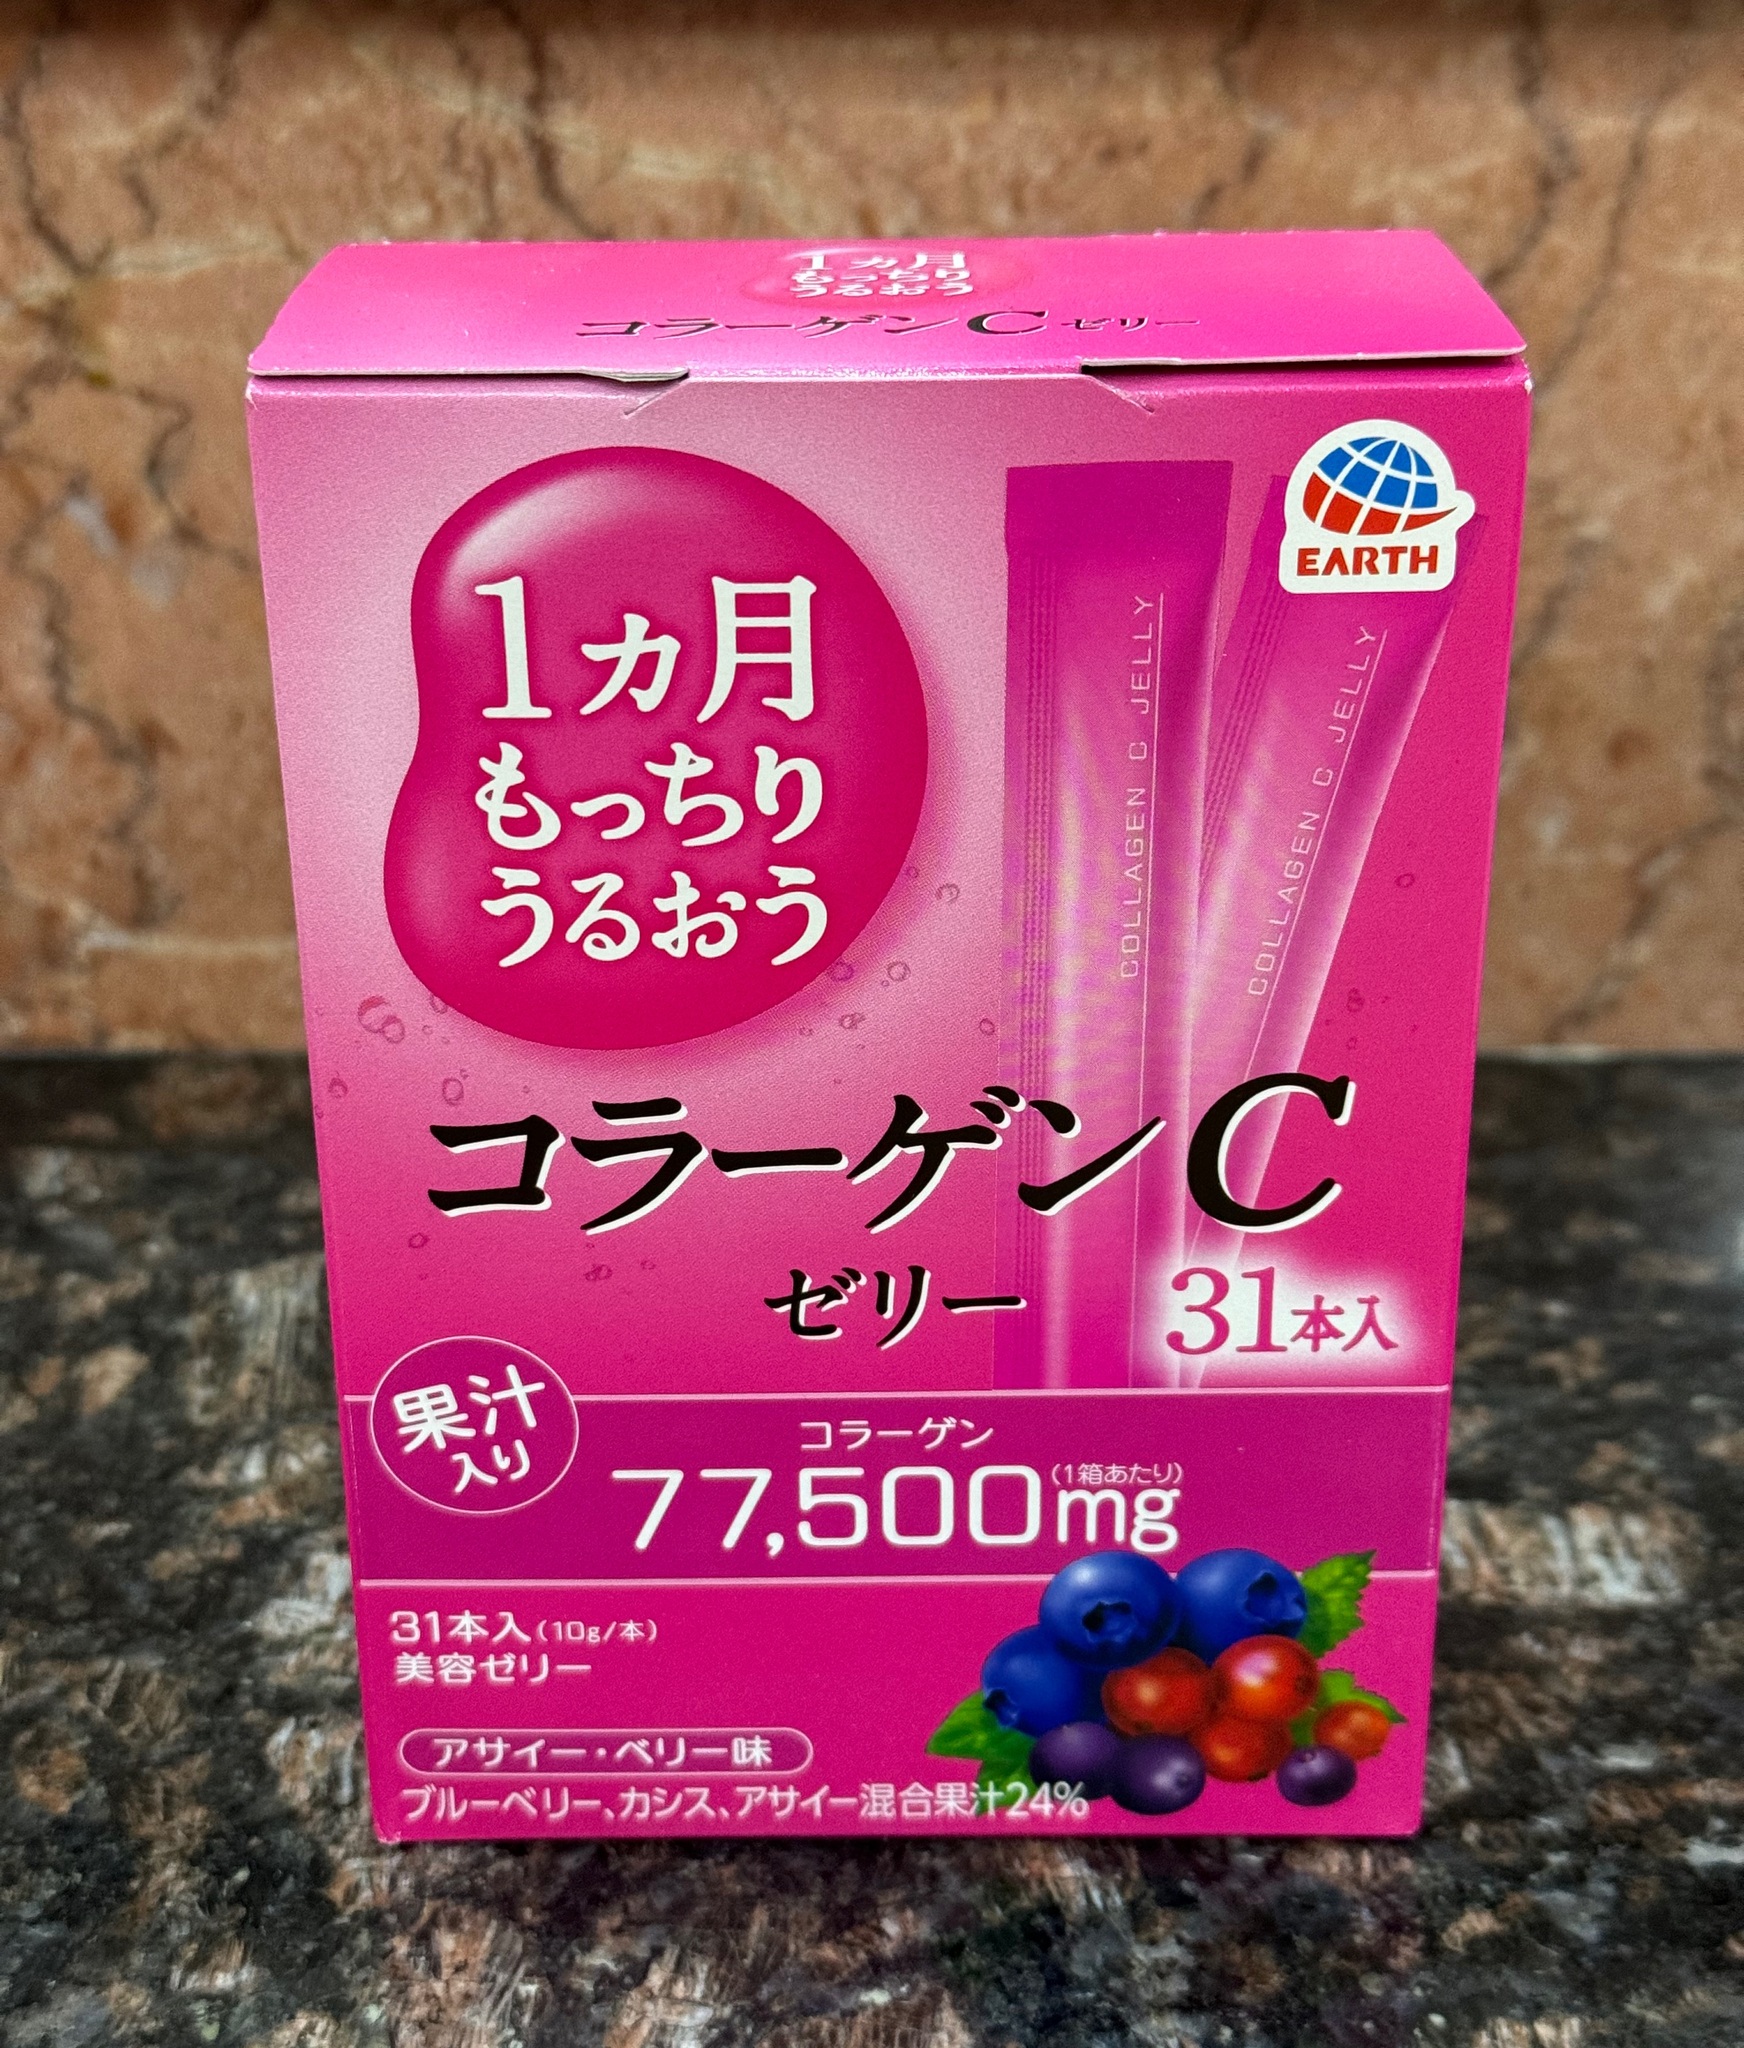 1ヵ月
もっちり
うるおう
コラーゲンCゼリー
EARTH
1ヵ月
もっちり
うるおう
COLLAGEN C JELLY
COLLAGEN C JELLY
コラーゲンC
ゼリー
31本入
果汁
入り
コラーゲン
77,500mg(1箱あたり)
31本入(10g/本)
美容ゼリー
アサイー・ベリー味
ブルーベリー、カシス、アサイー混合果汁24%